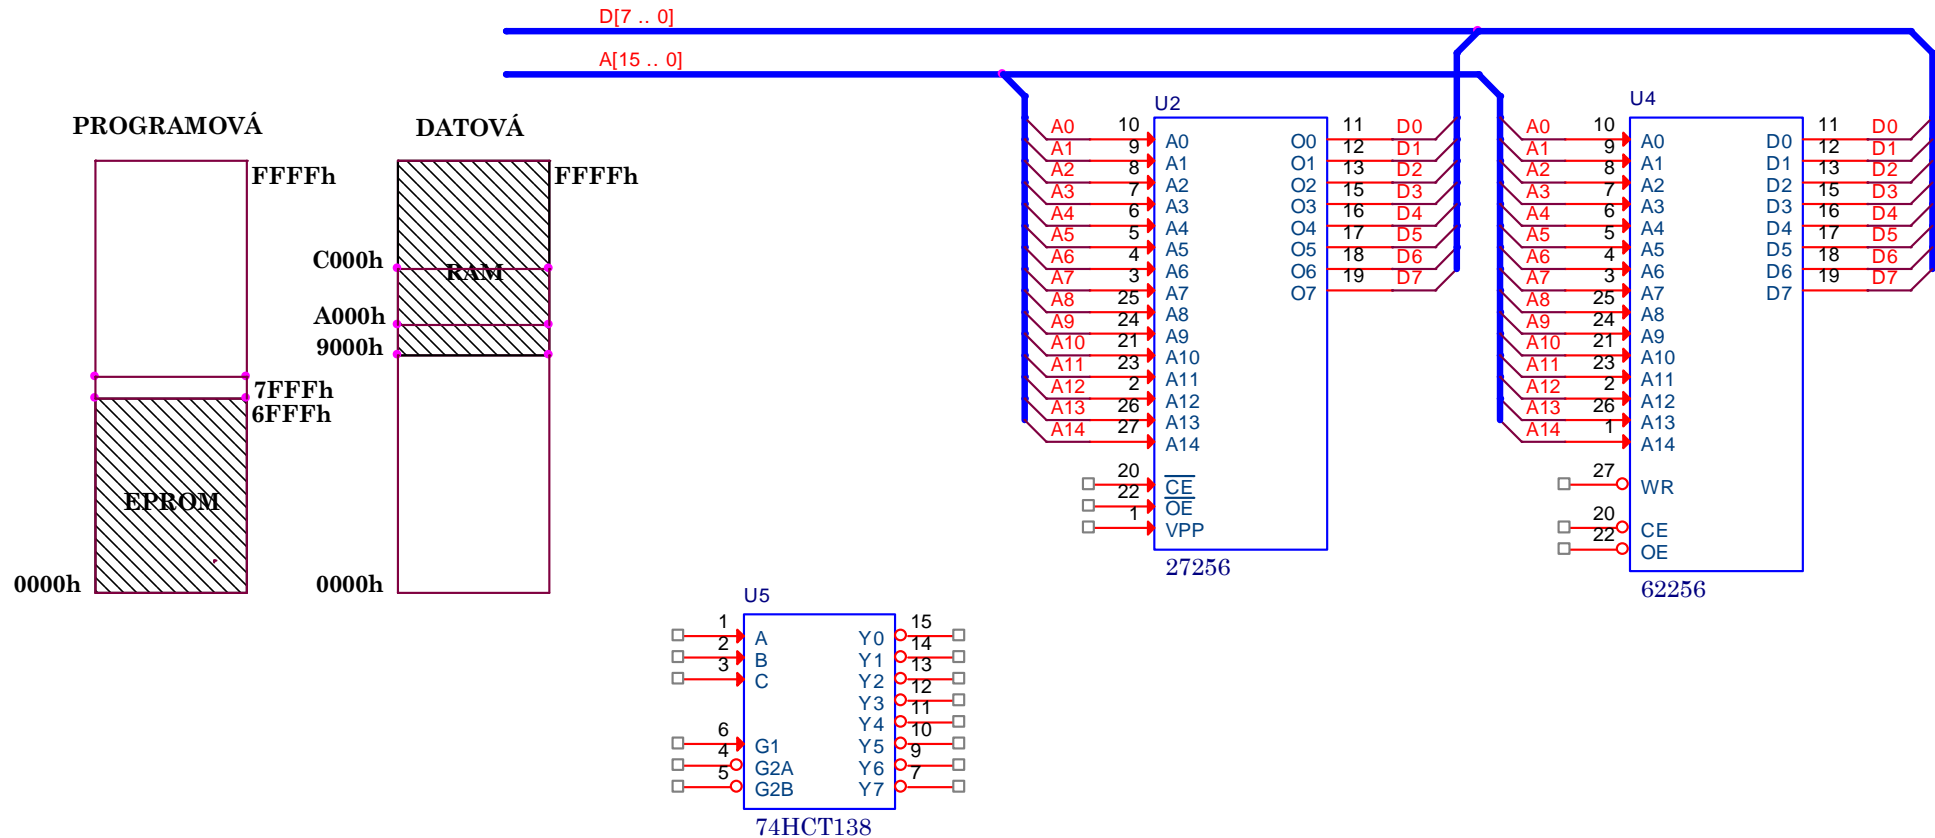 D[7 .. 0]
A[15 .. 0]
PROGRAMOVÁ
FFFFh
7FFFh
6FFFh
EPROM
0000h
DATOVÁ
FFFFh
C000h
RAM
A000h
9000h
0000h
U2
A0 10 A0 O0 11 D0
A1 9 A1 O1 12 D1
A2 8 A2 O2 13 D2
A3 7 A3 O3 15 D3
A4 6 A4 O4 16 D4
A5 5 A5 O5 17 D5
A6 4 A6 O6 18 D6
A7 3 A7 O7 19 D7
A8 25 A8
A9 24 A9
A10 21 A10
A11 23 A11
A12 2 A12
A13 26 A13
A14 27 A14
20 CE
22 OE
1 VPP
27256
U4
A0 10 A0 D0 11 D0
A1 9 A1 D1 12 D1
A2 8 A2 D2 13 D2
A3 7 A3 D3 15 D3
A4 6 A4 D4 16 D4
A5 5 A5 D5 17 D5
A6 4 A6 D6 18 D6
A7 3 A7 D7 19 D7
A8 25 A8
A9 24 A9
A10 21 A10
A11 23 A11
A12 2 A12
A13 26 A13
A14 1 A14
27 WR
20 CE
22 OE
62256
U5
1 A Y0 15
2 B Y1 14
3 C Y2 13
Y3 12
Y4 11
6 G1 Y5 10
4 G2A Y6 9
5 G2B Y7 7
74HCT138